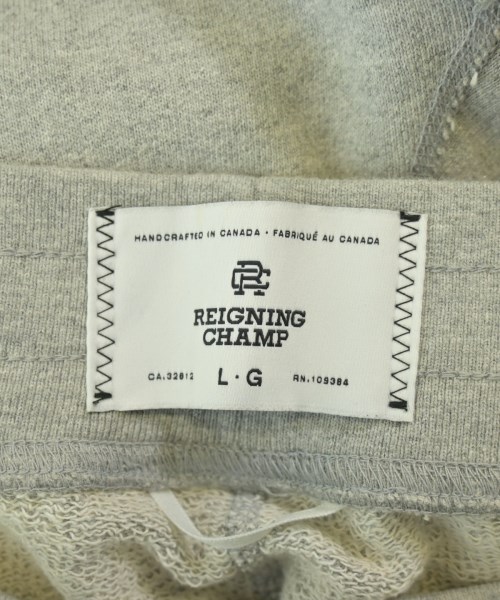 HANDCRAFTED IN CANADA · FABRIQUÉ AU CANADA
RC
REIGNING
CHAMP
CA.32812 L · G RN.109384